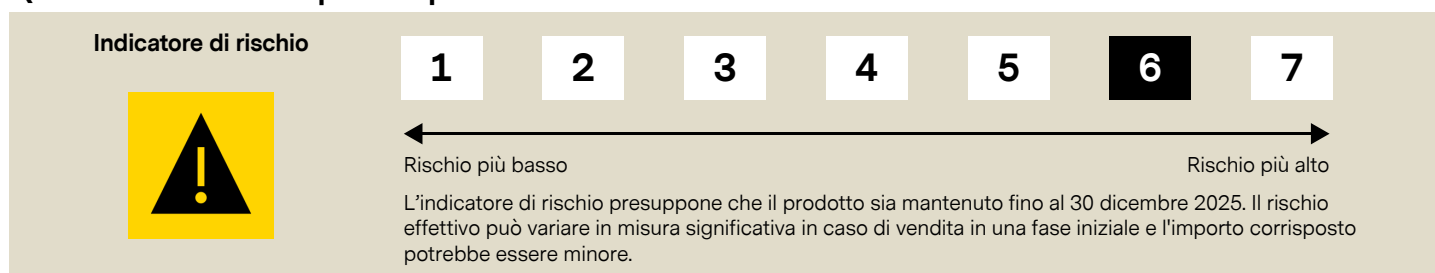 Indicatore di rischio
1 2 3 4 5 6 7
Rischio più basso Rischio più alto
L'indicatore di rischio presuppone che il prodotto sia mantenuto fino al 30 dicembre 2025. Il rischio
effettivo può variare in misura significativa in caso di vendita in una fase iniziale e l'importo corrisposto
potrebbe essere minore.